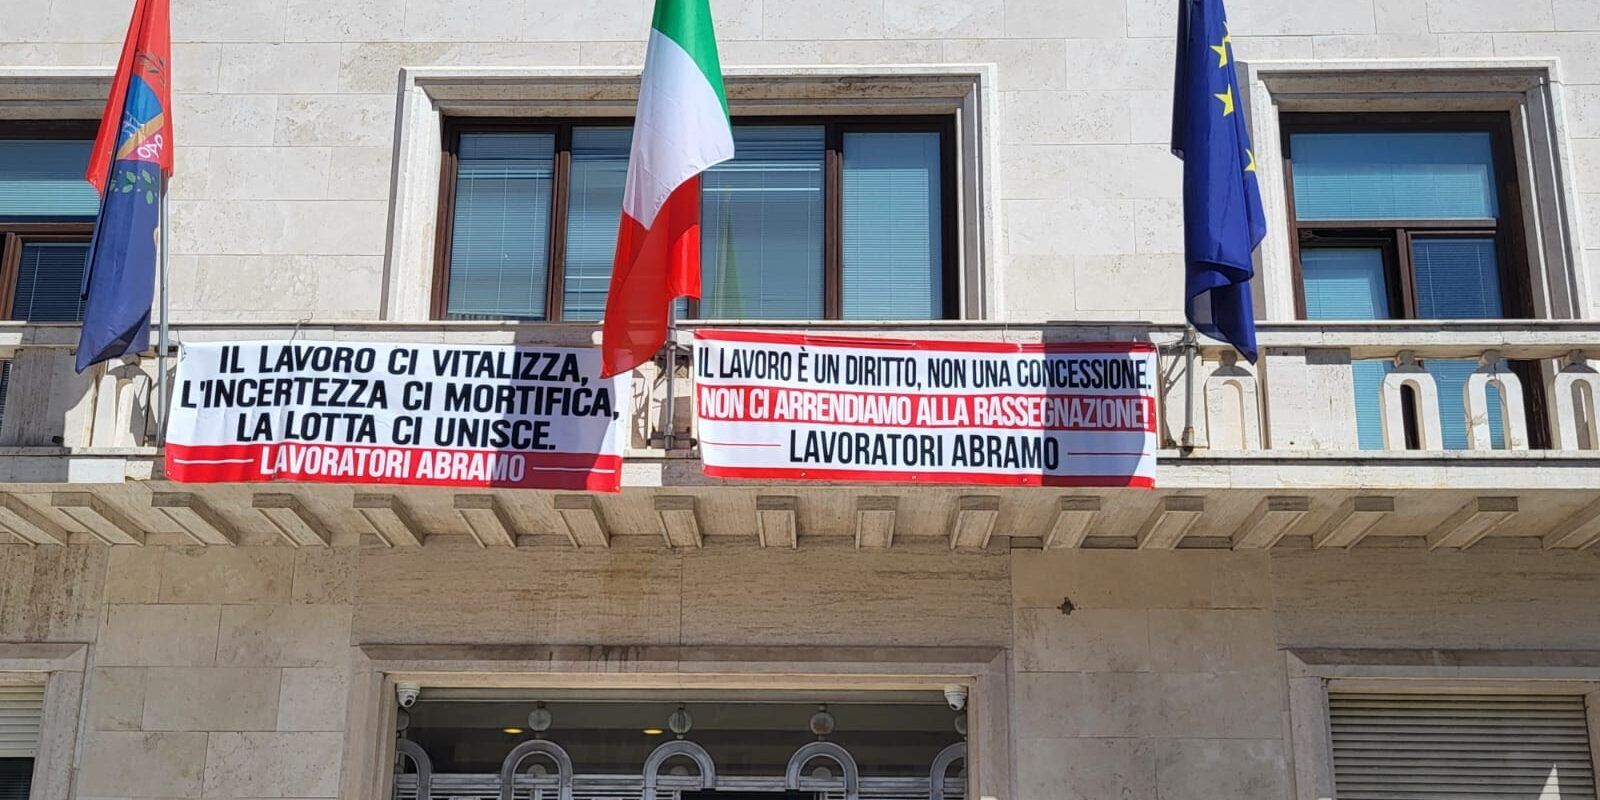 IL LAVORO CI VITALIZZA,
L'INCERTEZZA CI MORTIFICA,
LA LOTTA CI UNISCE.
LAVORATORI ABRAMO
IL LAVORO È UN DIRITTO, NON UNA CONCESSIONE.
NON CI ARRENDIAMO ALLA RASSEGNAZIONE!
LAVORATORI ABRAMO